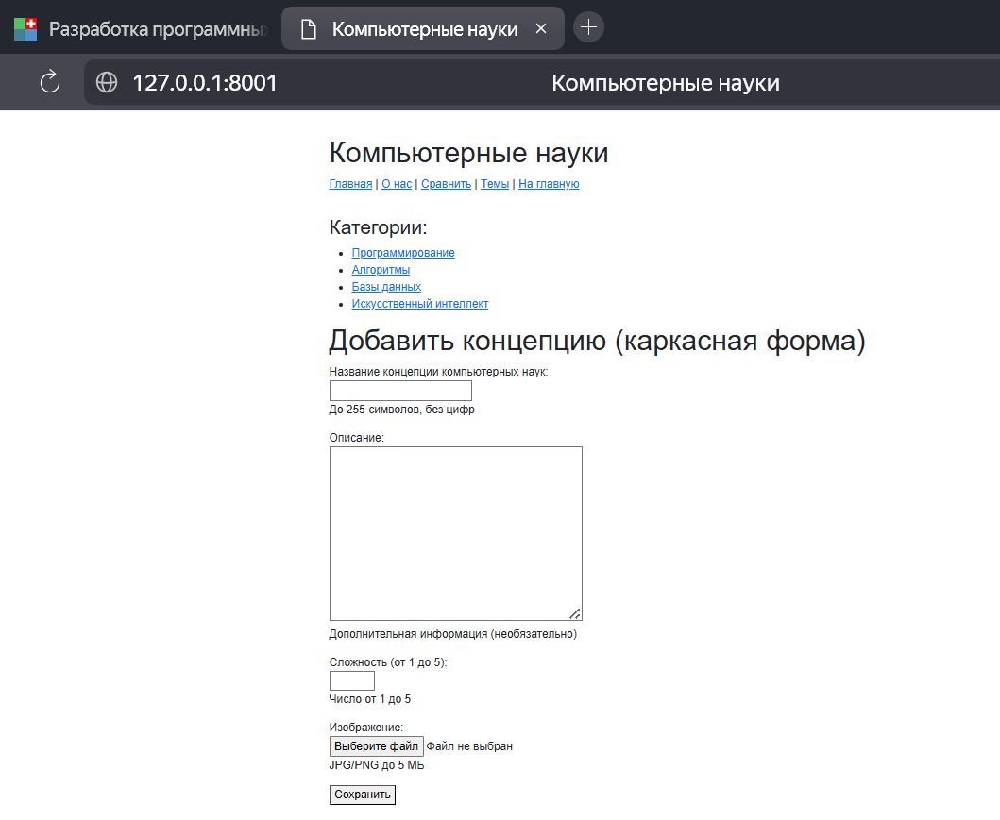 Разработка программны
Компьютерные науки
127.0.0.1:8001
Компьютерные науки
Компьютерные науки
Главная | О нас | Сравнить | Темы | На главную
Категории:
Программирование
Алгоритмы
Базы данных
Искусственный интеллект
Добавить концепцию (каркасная форма)
Название концепции компьютерных наук:
До 255 символов, без цифр
Описание:
Дополнительная информация (необязательно)
Сложность (от 1 до 5):
Число от 1 до 5
Изображение:
Выберите файл Файл не выбран
JPG/PNG до 5 МБ
Сохранить